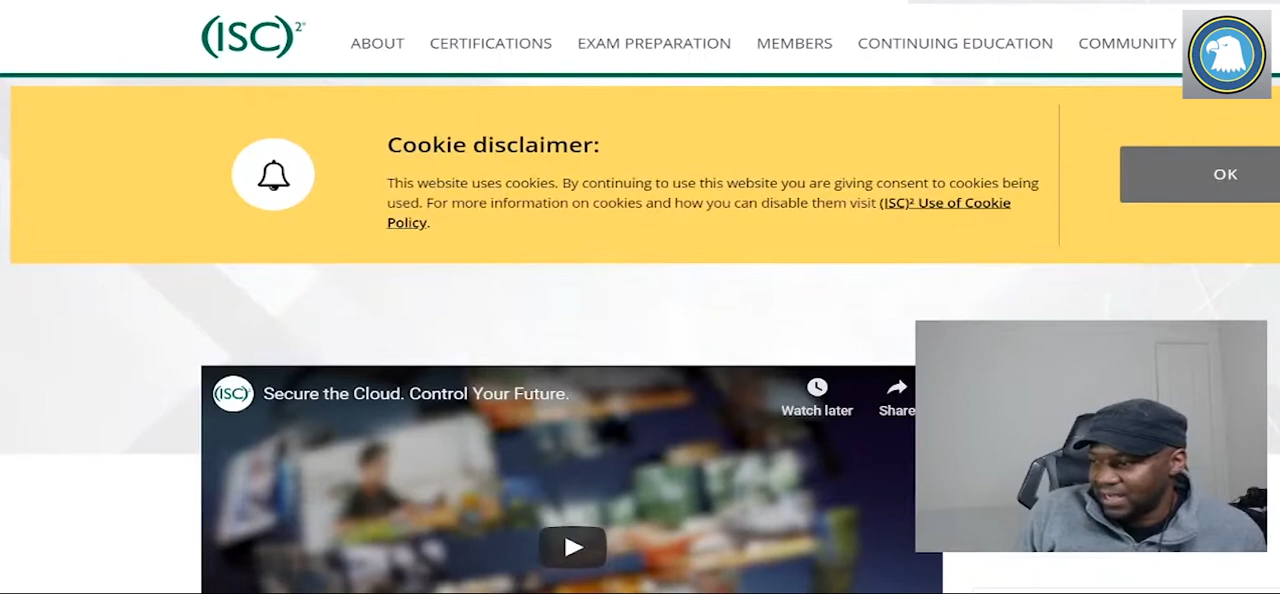 (ISC)²®
ABOUT CERTIFICATIONS EXAM PREPARATION MEMBERS CONTINUING EDUCATION COMMUNITY
Cookie disclaimer:
This website uses cookies. By continuing to use this website you are giving consent to cookies being
used. For more information on cookies and how you can disable them visit (ISC)² Use of Cookie
Policy.
OK
(ISC)² Secure the Cloud. Control Your Future.
Watch later Share